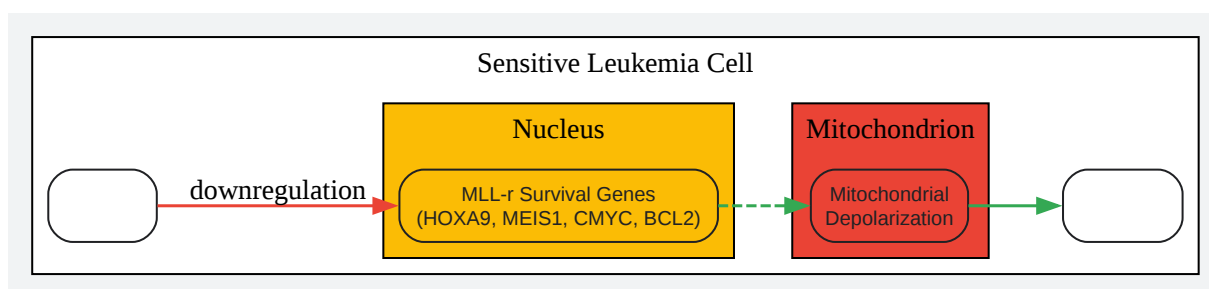 Sensitive Leukemia Cell
Nucleus
Mitochondrion
downregulation
MLL-r Survival Genes
(HOXA9, MEIS1, CMYC, BCL2)
Mitochondrial
Depolarization